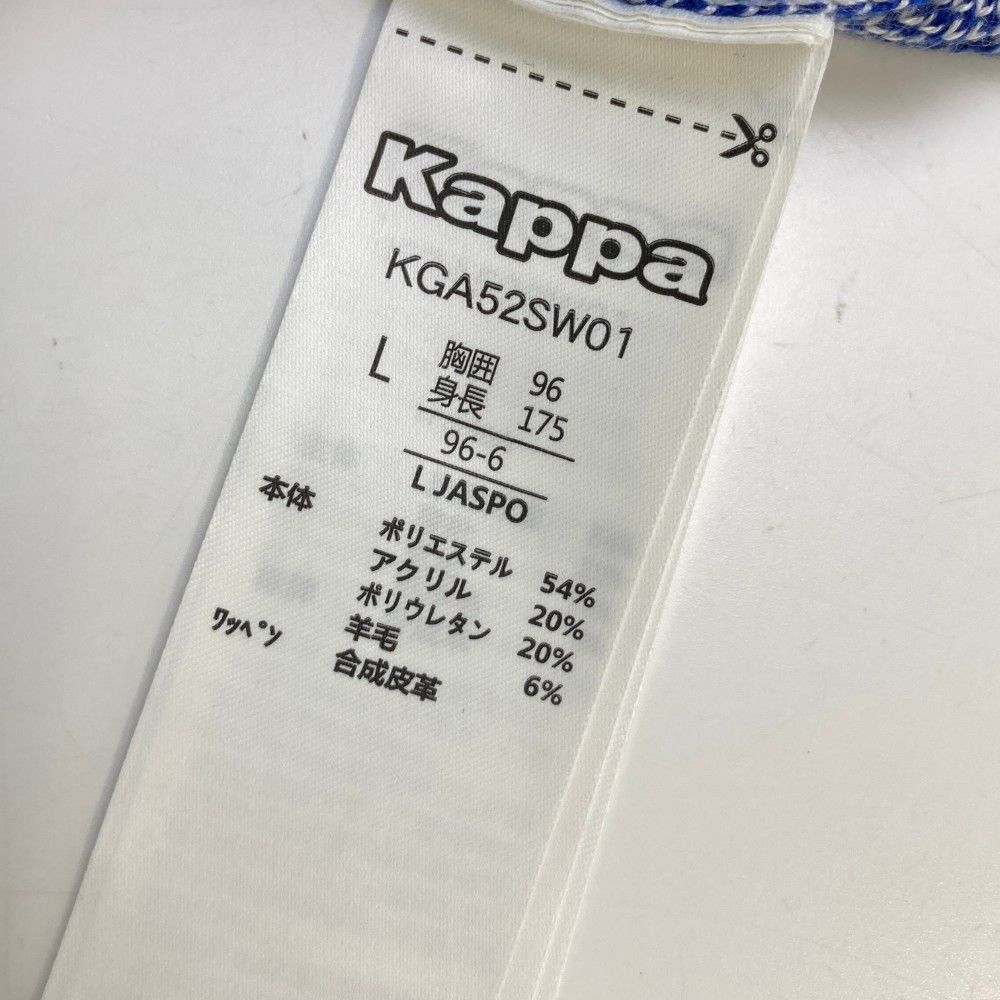 Kappa
KGA52SW01
L 胸囲 96
身長 175
96-6
L JASPO
本体
ポリエステル 54%
アクリル 20%
ポリウレタン 20%
羊毛 6%
ﾜｯﾍﾟﾝ
合成皮革